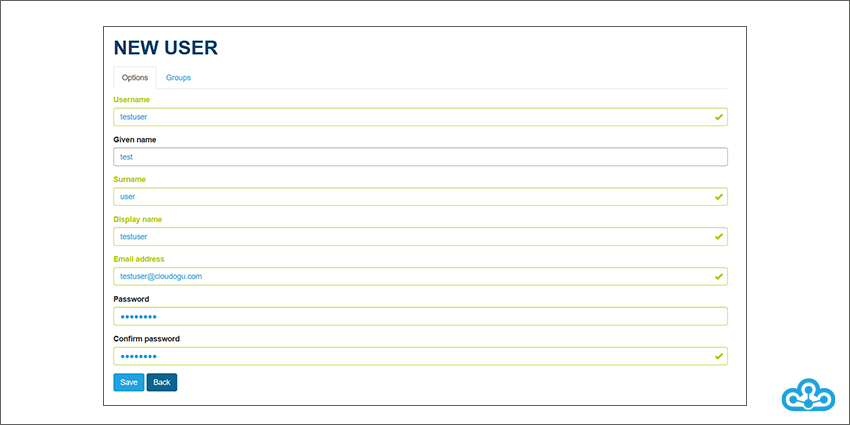 NEW USER
Options Groups
Username
testuser
Given name
test
Surname
user
Display name
testuser
Email address
testuser@cloudogu.com
Password
••••••••
Confirm password
••••••••
Save Back